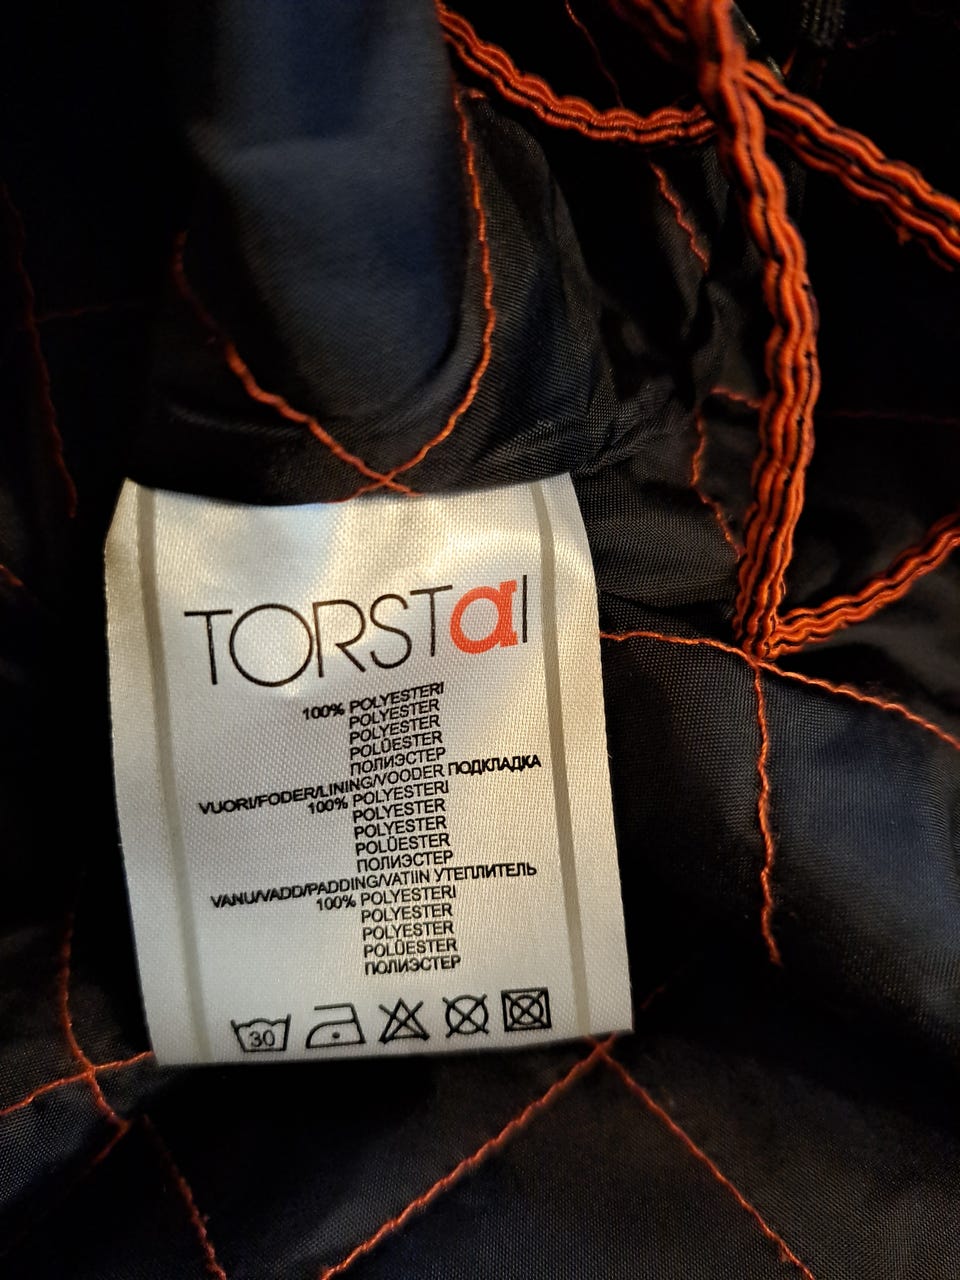 TORSTaI
100% POLYESTERI
POLYESTER
POLYESTER
POLÜESTER
ПОЛИЭСТЕР
VUORI/FODER/LINING/VOODER ПОДКЛАДКА
100% POLYESTERI
POLYESTER
POLYESTER
POLÜESTER
ПОЛИЭСТЕР
VANU/VADD/PADDING/VATIIN УТЕПЛИТЕЛЬ
100% POLYESTERI
POLYESTER
POLYESTER
POLÜESTER
ПОЛИЭСТЕР
30